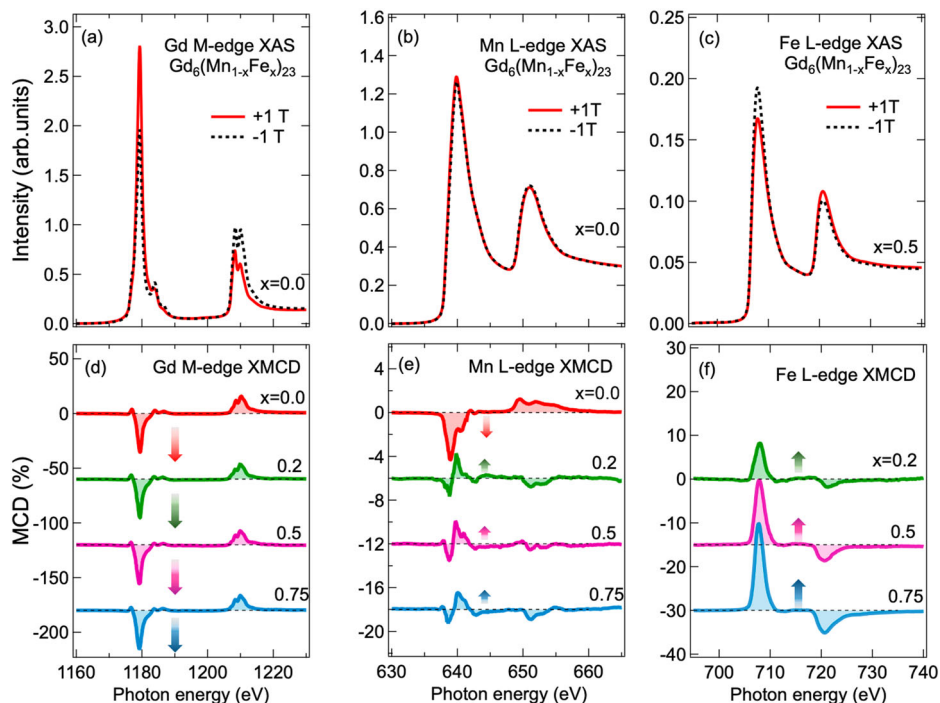 (a)
Gd M-edge XAS
Gd₆(Mn₁₋ₓFeₓ)₂₃
+1 T
-1 T
x=0.0
Intensity (arb.units)
3.0
2.5
2.0
1.5
1.0
0.5
0.0
(b)
Mn L-edge XAS
Gd₆(Mn₁₋ₓFeₓ)₂₃
+1T
-1T
x=0.0
1.6
1.4
1.2
1.0
0.8
0.6
0.4
0.2
0.0
(c)
Fe L-edge XAS
Gd₆(Mn₁₋ₓFeₓ)₂₃
+1T
-1T
x=0.5
0.20
0.15
0.10
0.05
0.00
(d)
Gd M-edge XMCD
x=0.0
0.2
0.5
0.75
MCD (%)
50
0
-50
-100
-150
-200
1160 1180 1200 1220
Photon energy (eV)
(e)
Mn L-edge XMCD
x=0.0
0.2
0.5
0.75
4
0
-6
-12
-18
630 640 650 660
Photon energy (eV)
(f)
Fe L-edge XMCD
x=0.2
0.5
0.75
30
20
10
0
-10
-20
-30
-40
700 710 720 730 740
Photon energy (eV)